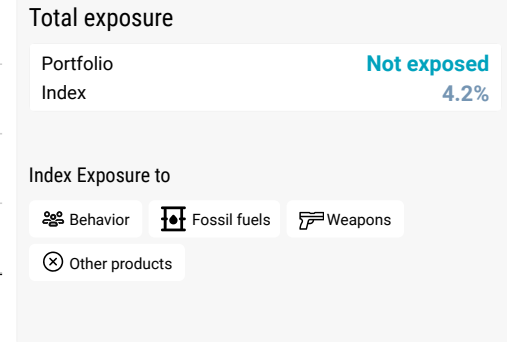 Total exposure
Portfolio Not exposed
Index 4.2%
Index Exposure to
Behavior Fossil fuels Weapons
Other products